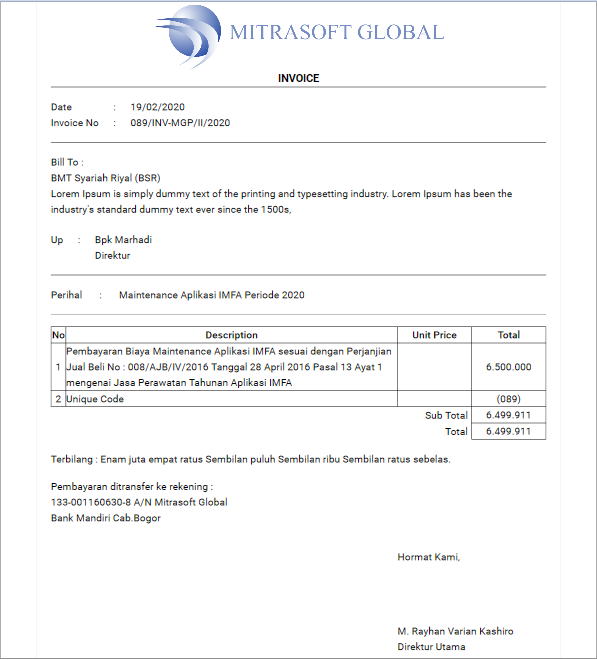 MITRASOFT GLOBAL
INVOICE
Date : 19/02/2020
Invoice No : 089/INV-MGP/II/2020
Bill To :
BMT Syariah Riyal (BSR)
Lorem Ipsum is simply dummy text of the printing and typesetting industry. Lorem Ipsum has been the
industry's standard dummy text ever since the 1500s,
Up : Bpk Marhadi
Direktur
Perihal : Maintenance Aplikasi IMFA Periode 2020
No Description Unit Price Total
Pembayaran Biaya Maintenance Aplikasi IMFA sesuai dengan Perjanjian
1 Jual Beli No : 008/AJB/IV/2016 Tanggal 28 April 2016 Pasal 13 Ayat 1 6.500.000
mengenai Jasa Perawatan Tahunan Aplikasi IMFA
2 Unique Code (089)
Sub Total 6.499.911
Total 6.499.911
Terbilang : Enam juta empat ratus Sembilan puluh Sembilan ribu Sembilan ratus sebelas.
Pembayaran ditransfer ke rekening :
133-001160630-8 A/N Mitrasoft Global
Bank Mandiri Cab.Bogor
Hormat Kami,
M. Rayhan Varian Kashiro
Direktur Utama